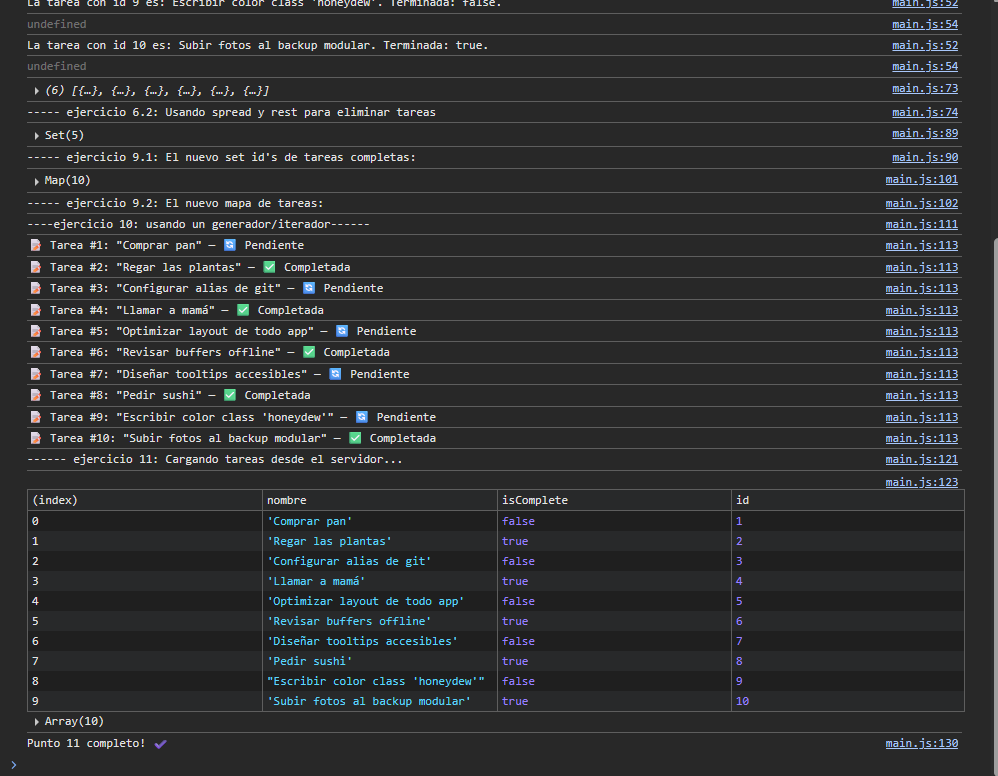 La tarea con id 9 es: Escribir color class 'honeydew'. Terminada: false. main.js:52
undefined main.js:54
La tarea con id 10 es: Subir fotos al backup modular. Terminada: true. main.js:52
undefined main.js:54
(6) [{…}, {…}, {…}, {…}, {…}, {…}] main.js:73
----- ejercicio 6.2: Usando spread y rest para eliminar tareas main.js:74
Set(5) main.js:89
----- ejercicio 9.1: El nuevo set id's de tareas completas: main.js:90
Map(10) main.js:101
----- ejercicio 9.2: El nuevo mapa de tareas: main.js:102
----ejercicio 10: usando un generador/iterador------ main.js:111
📝 Tarea #1: "Comprar pan" — 🔄 Pendiente main.js:113
📝 Tarea #2: "Regar las plantas" — ✅ Completada main.js:113
📝 Tarea #3: "Configurar alias de git" — 🔄 Pendiente main.js:113
📝 Tarea #4: "Llamar a mamá" — ✅ Completada main.js:113
📝 Tarea #5: "Optimizar layout de todo app" — 🔄 Pendiente main.js:113
📝 Tarea #6: "Revisar buffers offline" — ✅ Completada main.js:113
📝 Tarea #7: "Diseñar tooltips accesibles" — 🔄 Pendiente main.js:113
📝 Tarea #8: "Pedir sushi" — ✅ Completada main.js:113
📝 Tarea #9: "Escribir color class 'honeydew'" — 🔄 Pendiente main.js:113
📝 Tarea #10: "Subir fotos al backup modular" — ✅ Completada main.js:113
------ ejercicio 11: Cargando tareas desde el servidor... main.js:121
main.js:123
(index) nombre isComplete id
0 'Comprar pan' false 1
1 'Regar las plantas' true 2
2 'Configurar alias de git' false 3
3 'Llamar a mamá' true 4
4 'Optimizar layout de todo app' false 5
5 'Revisar buffers offline' true 6
6 'Diseñar tooltips accesibles' false 7
7 'Pedir sushi' true 8
8 "Escribir color class 'honeydew'" false 9
9 'Subir fotos al backup modular' true 10
Array(10)
Punto 11 completo! ✔ main.js:130